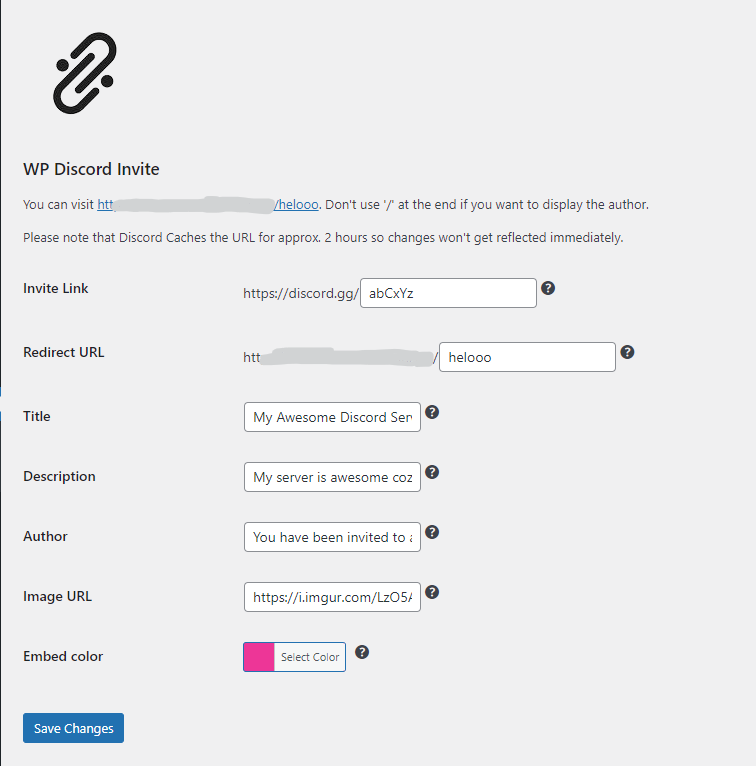 WP Discord Invite
You can visit htt /helooo. Don't use '/' at the end if you want to display the author.
Please note that Discord Caches the URL for approx. 2 hours so changes won't get reflected immediately.
Invite Link https://discord.gg/ abCxYz ?
Redirect URL htt / helooo ?
Title My Awesome Discord Ser ?
Description My server is awesome coz ?
Author You have been invited to ?
Image URL https://i.imgur.com/LzO5 ?
Embed color Select Color ?
Save Changes